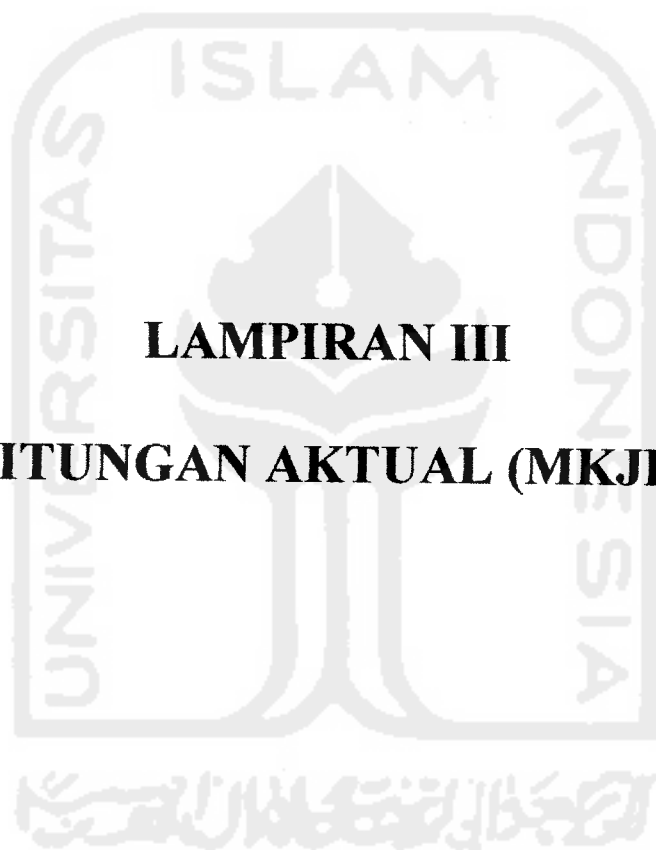 ISLAM
UNIVERSITAS
INDONESIA
LAMPIRAN III
ITUNGAN AKTUAL (MKJI